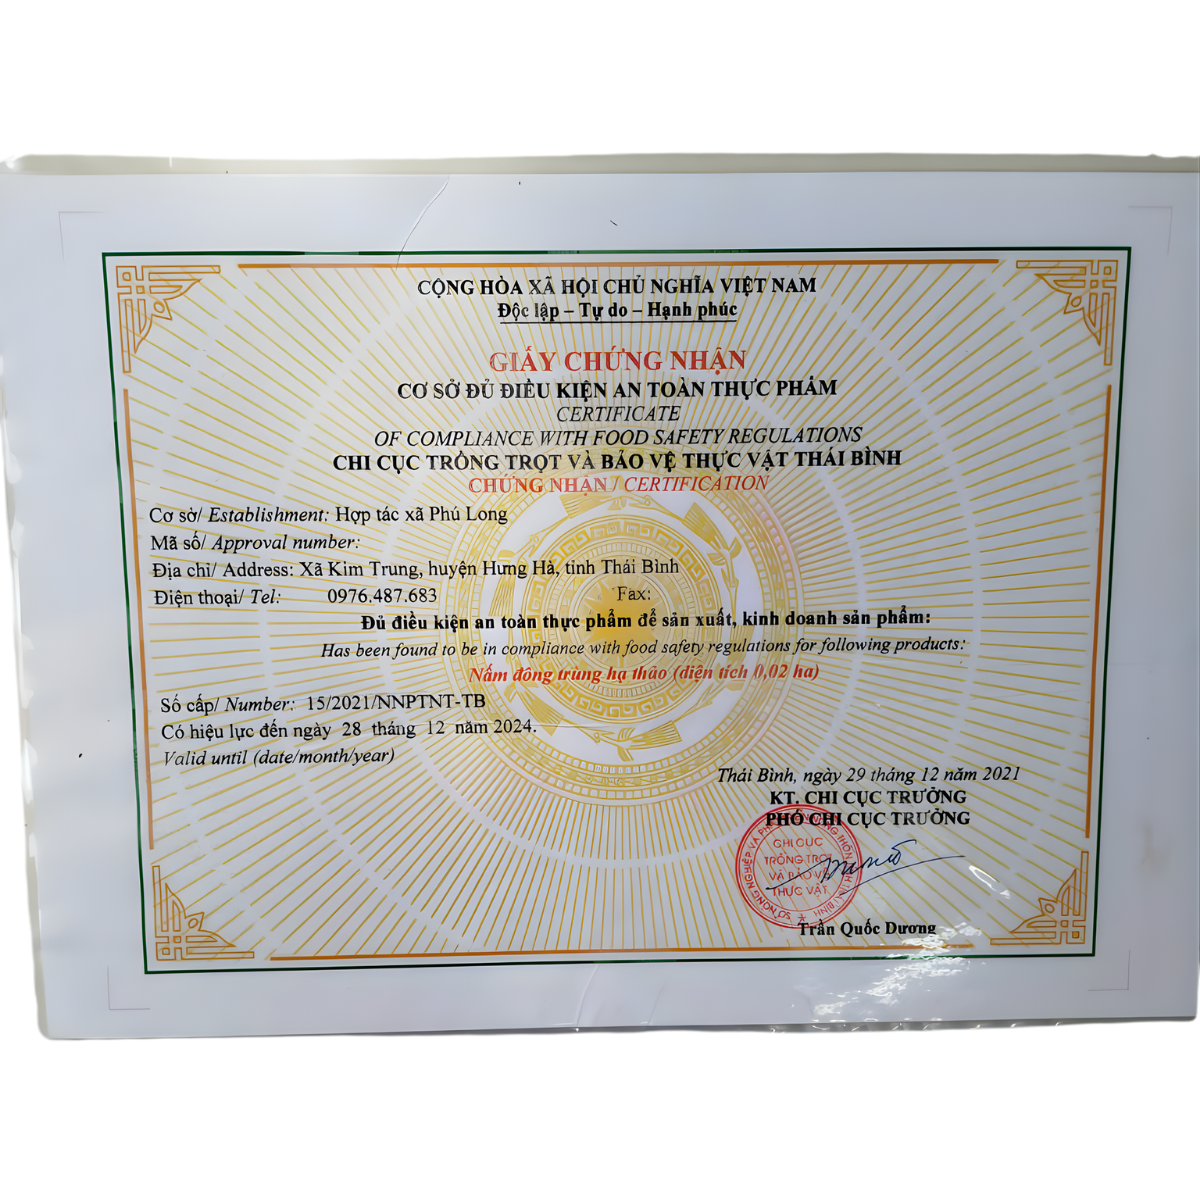 CỘNG HÒA XÃ HỘI CHỦ NGHĨA VIỆT NAM
Độc lập – Tự do – Hạnh phúc
GIẤY CHỨNG NHẬN
CƠ SỞ ĐỦ ĐIỀU KIỆN AN TOÀN THỰC PHẨM
CERTIFICATE
OF COMPLIANCE WITH FOOD SAFETY REGULATIONS
CHI CỤC TRỒNG TRỌT VÀ BẢO VỆ THỰC VẬT THÁI BÌNH
CHỨNG NHẬN / CERTIFICATION
Cơ sở/ Establishment: Hợp tác xã Phú Long
Mã số/ Approval number:
Địa chỉ/ Address: Xã Kim Trung, huyện Hưng Hà, tỉnh Thái Bình
Điện thoại/ Tel: 0976.487.683 Fax:
Đủ điều kiện an toàn thực phẩm để sản xuất, kinh doanh sản phẩm:
Has been found to be in compliance with food safety regulations for following products:
Nấm đông trùng hạ thảo (diện tích 0,02 ha)
Số cấp/ Number: 15/2021/NNPTNT-TB
Có hiệu lực đến ngày 28 tháng 12 năm 2024.
Valid until (date/month/year)
Thái Bình, ngày 29 tháng 12 năm 2021
KT. CHI CỤC TRƯỞNG
PHÓ CHI CỤC TRƯỞNG
CHI CỤC
TRỒNG TRỌT
VÀ BẢO VỆ
THỰC VẬT
Trần Quốc Dương